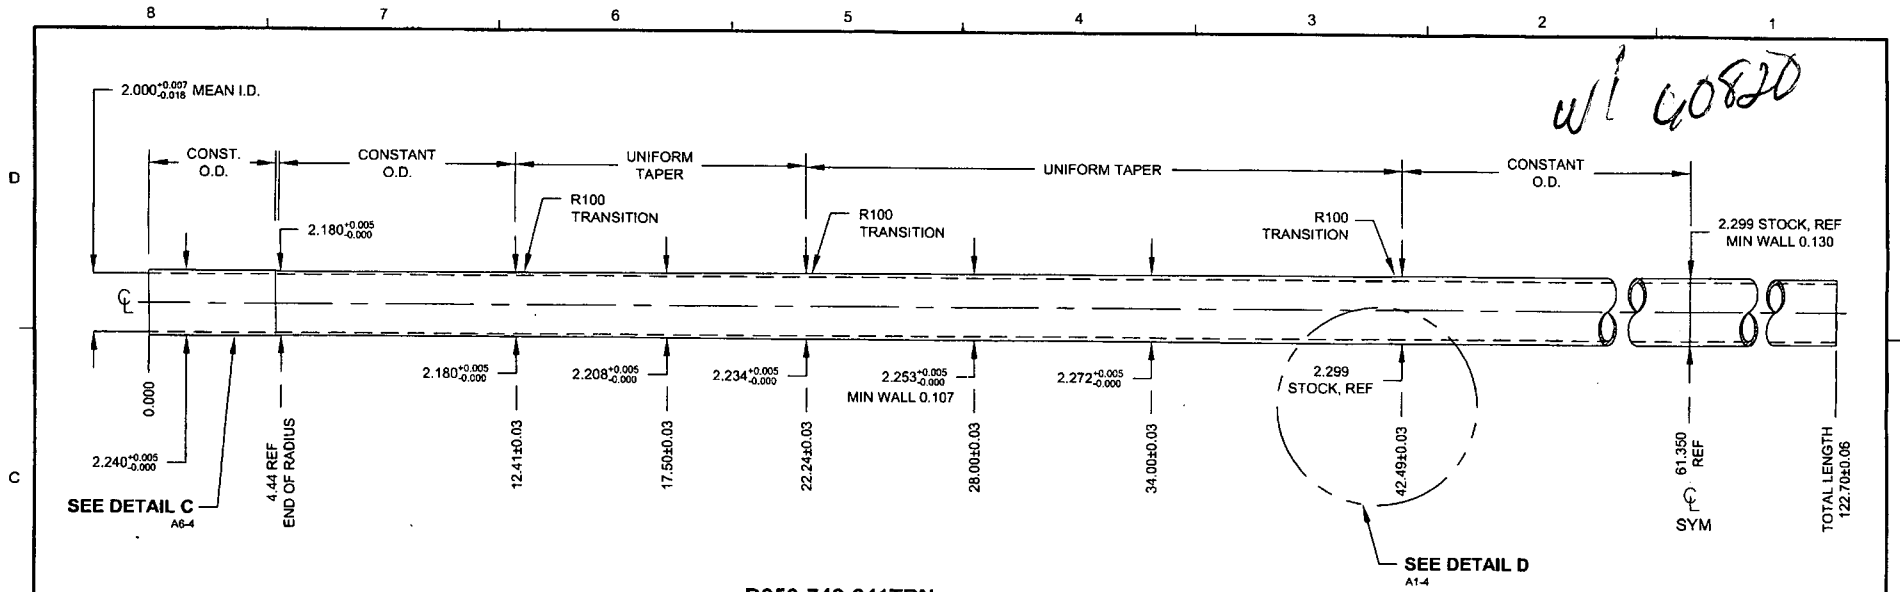 8 7 6 5 4 3 2 1
2.000 +0.007 -0.018 MEAN I.D.
D
CONST.
O.D.
CONSTANT
O.D.
UNIFORM
TAPER
UNIFORM TAPER
CONSTANT
O.D.
2.180 +0.005 -0.000
R100
TRANSITION
R100
TRANSITION
R100
TRANSITION
2.299 STOCK, REF
MIN WALL 0.130
℄
2.180 +0.005 -0.000
2.208 +0.005 -0.000
2.234 +0.005 -0.000
2.253 +0.005 -0.000
MIN WALL 0.107
2.272 +0.005 -0.000
2.299
STOCK, REF
0.000
2.240 +0.005 -0.000
4.44 REF
END OF RADIUS
12.41±0.03
17.50±0.03
22.24±0.03
28.00±0.03
34.00±0.03
42.49±0.03
61.350
REF
℄
SYM
TOTAL LENGTH
122.70±0.06
C
SEE DETAIL C
A6-4
SEE DETAIL D
A1-4